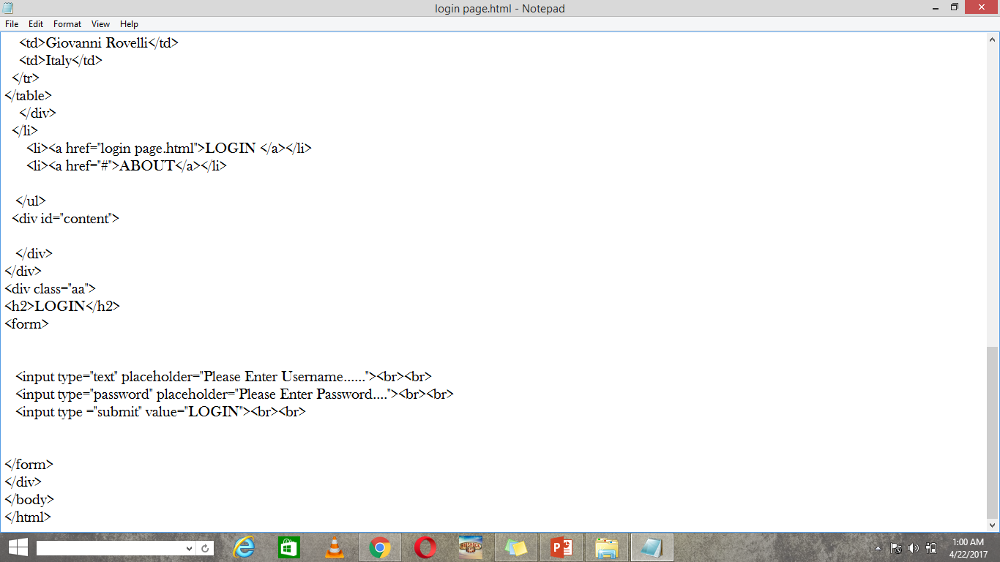 login page.html - Notepad
File Edit Format View Help
<td>Giovanni Rovelli</td>
<td>Italy</td>
</tr>
</table>
</div>
</li>
<li><a href="login page.html">LOGIN </a></li>
<li><a href="#">ABOUT</a></li>
</ul>
<div id="content">
</div>
</div>
<div class="aa">
<h2>LOGIN</h2>
<form>
<input type="text" placeholder="Please Enter Username......"><br><br>
<input type="password" placeholder="Please Enter Password...."><br><br>
<input type ="submit" value="LOGIN"><br><br>
</form>
</div>
</body>
</html>
1:00 AM
4/22/2017